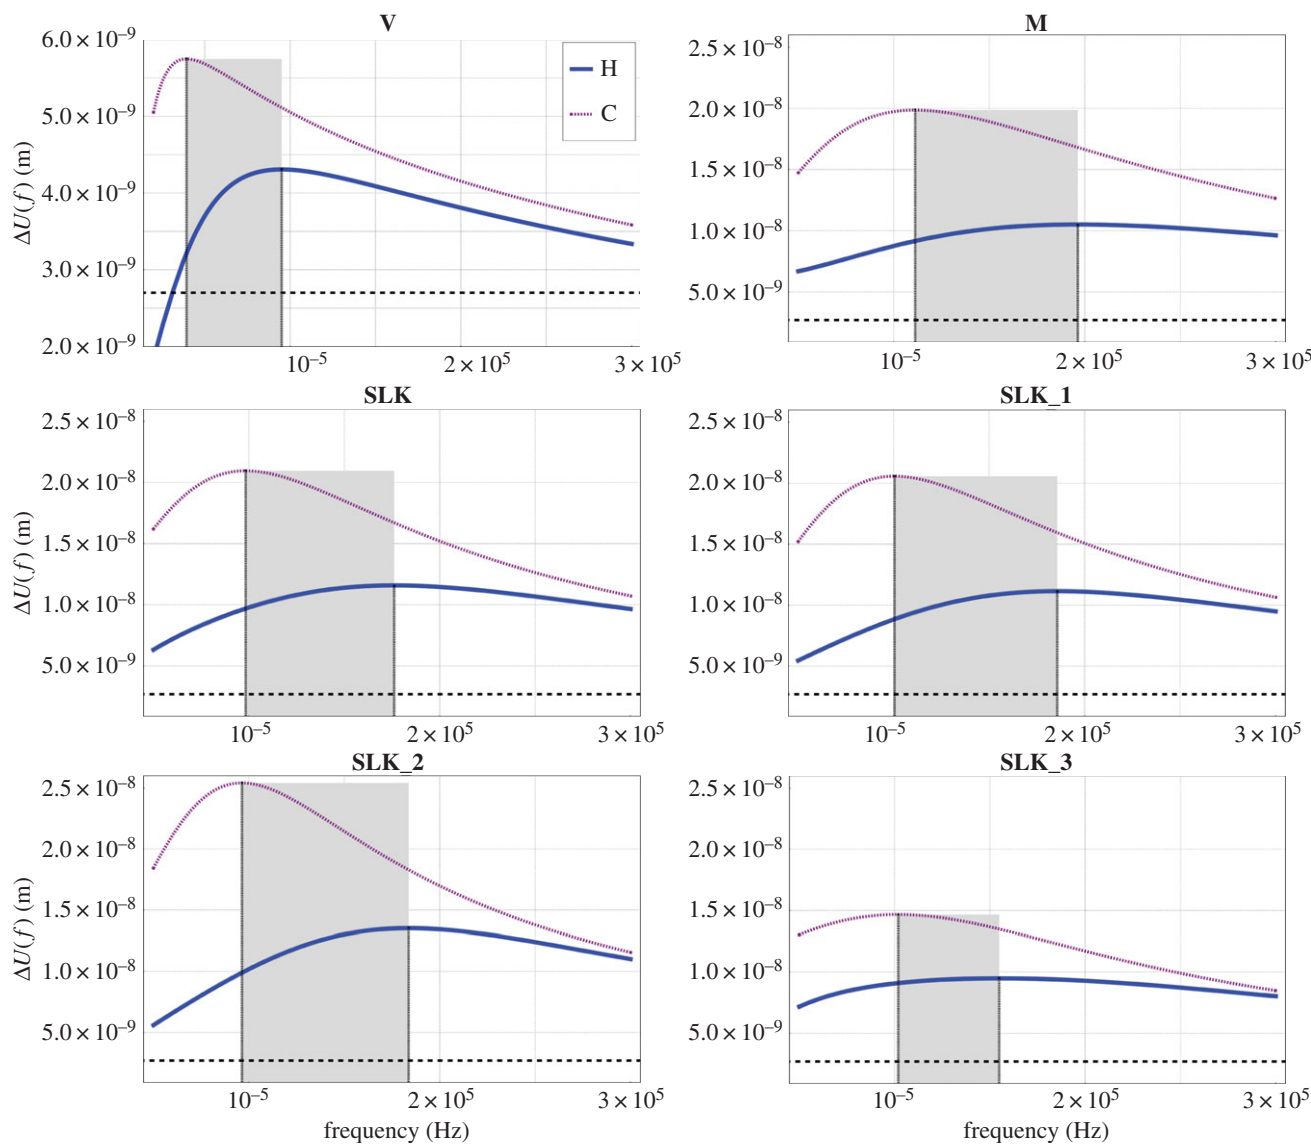 V
6.0 × 10⁻⁹
5.0 × 10⁻⁹
4.0 × 10⁻⁹
3.0 × 10⁻⁹
2.0 × 10⁻⁹
ΔU(f) (m)
H
C
10⁻⁵ 2 × 10⁵ 3 × 10⁵
M
2.5 × 10⁻⁸
2.0 × 10⁻⁸
1.5 × 10⁻⁸
1.0 × 10⁻⁸
5.0 × 10⁻⁹
10⁻⁵ 2 × 10⁵ 3 × 10⁵
SLK
2.5 × 10⁻⁸
2.0 × 10⁻⁸
1.5 × 10⁻⁸
1.0 × 10⁻⁸
5.0 × 10⁻⁹
ΔU(f) (m)
10⁻⁵ 2 × 10⁵ 3 × 10⁵
SLK_1
2.5 × 10⁻⁸
2.0 × 10⁻⁸
1.5 × 10⁻⁸
1.0 × 10⁻⁸
5.0 × 10⁻⁹
10⁻⁵ 2 × 10⁵ 3 × 10⁵
SLK_2
2.5 × 10⁻⁸
2.0 × 10⁻⁸
1.5 × 10⁻⁸
1.0 × 10⁻⁸
5.0 × 10⁻⁹
ΔU(f) (m)
10⁻⁵ 2 × 10⁵ 3 × 10⁵
frequency (Hz)
SLK_3
2.5 × 10⁻⁸
2.0 × 10⁻⁸
1.5 × 10⁻⁸
1.0 × 10⁻⁸
5.0 × 10⁻⁹
10⁻⁵ 2 × 10⁵ 3 × 10⁵
frequency (Hz)